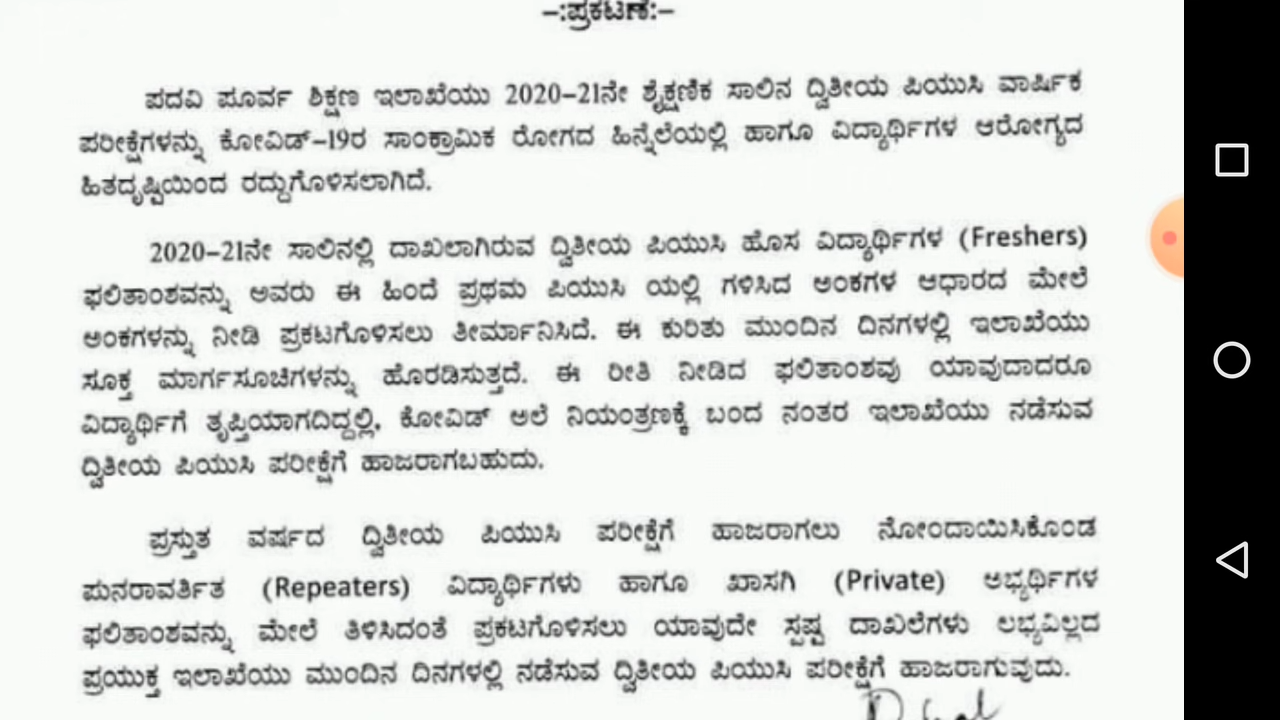 –:ಪ್ರಕಟಣೆ:–
ಪದವಿ ಪೂರ್ವ ಶಿಕ್ಷಣ ಇಲಾಖೆಯು 2020–21ನೇ ಶೈಕ್ಷಣಿಕ ಸಾಲಿನ ದ್ವಿತೀಯ ಪಿಯುಸಿ ವಾರ್ಷಿಕ
ಪರೀಕ್ಷೆಗಳನ್ನು ಕೋವಿಡ್–19ರ ಸಾಂಕ್ರಾಮಿಕ ರೋಗದ ಹಿನ್ನೆಲೆಯಲ್ಲಿ ಹಾಗೂ ವಿದ್ಯಾರ್ಥಿಗಳ ಆರೋಗ್ಯದ
ಹಿತದೃಷ್ಟಿಯಿಂದ ರದ್ದುಗೊಳಿಸಲಾಗಿದೆ.
2020–21ನೇ ಸಾಲಿನಲ್ಲಿ ದಾಖಲಾಗಿರುವ ದ್ವಿತೀಯ ಪಿಯುಸಿ ಹೊಸ ವಿದ್ಯಾರ್ಥಿಗಳ (Freshers)
ಫಲಿತಾಂಶವನ್ನು ಅವರು ಈ ಹಿಂದೆ ಪ್ರಥಮ ಪಿಯುಸಿ ಯಲ್ಲಿ ಗಳಿಸಿದ ಅಂಕಗಳ ಆಧಾರದ ಮೇಲೆ
ಅಂಕಗಳನ್ನು ನೀಡಿ ಪ್ರಕಟಗೊಳಿಸಲು ತೀರ್ಮಾನಿಸಿದೆ. ಈ ಕುರಿತು ಮುಂದಿನ ದಿನಗಳಲ್ಲಿ ಇಲಾಖೆಯು
ಸೂಕ್ತ ಮಾರ್ಗಸೂಚಿಗಳನ್ನು ಹೊರಡಿಸುತ್ತದೆ. ಈ ರೀತಿ ನೀಡಿದ ಫಲಿತಾಂಶವು ಯಾವುದಾದರೂ
ವಿದ್ಯಾರ್ಥಿಗೆ ತೃಪ್ತಿಯಾಗದಿದ್ದಲ್ಲಿ, ಕೋವಿಡ್ ಅಲೆ ನಿಯಂತ್ರಣಕ್ಕೆ ಬಂದ ನಂತರ ಇಲಾಖೆಯು ನಡೆಸುವ
ದ್ವಿತೀಯ ಪಿಯುಸಿ ಪರೀಕ್ಷೆಗೆ ಹಾಜರಾಗಬಹುದು.
ಪ್ರಸ್ತುತ ವರ್ಷದ ದ್ವಿತೀಯ ಪಿಯುಸಿ ಪರೀಕ್ಷೆಗೆ ಹಾಜರಾಗಲು ನೋಂದಾಯಿಸಿಕೊಂಡ
ಪುನರಾವರ್ತಿತ (Repeaters) ವಿದ್ಯಾರ್ಥಿಗಳು ಹಾಗೂ ಖಾಸಗಿ (Private) ಅಭ್ಯರ್ಥಿಗಳ
ಫಲಿತಾಂಶವನ್ನು ಮೇಲೆ ತಿಳಿಸಿದಂತೆ ಪ್ರಕಟಗೊಳಿಸಲು ಯಾವುದೇ ಸ್ಪಷ್ಟ ದಾಖಲೆಗಳು ಲಭ್ಯವಿಲ್ಲದ
ಪ್ರಯುಕ್ತ ಇಲಾಖೆಯು ಮುಂದಿನ ದಿನಗಳಲ್ಲಿ ನಡೆಸುವ ದ್ವಿತೀಯ ಪಿಯುಸಿ ಪರೀಕ್ಷೆಗೆ ಹಾಜರಾಗುವುದು.